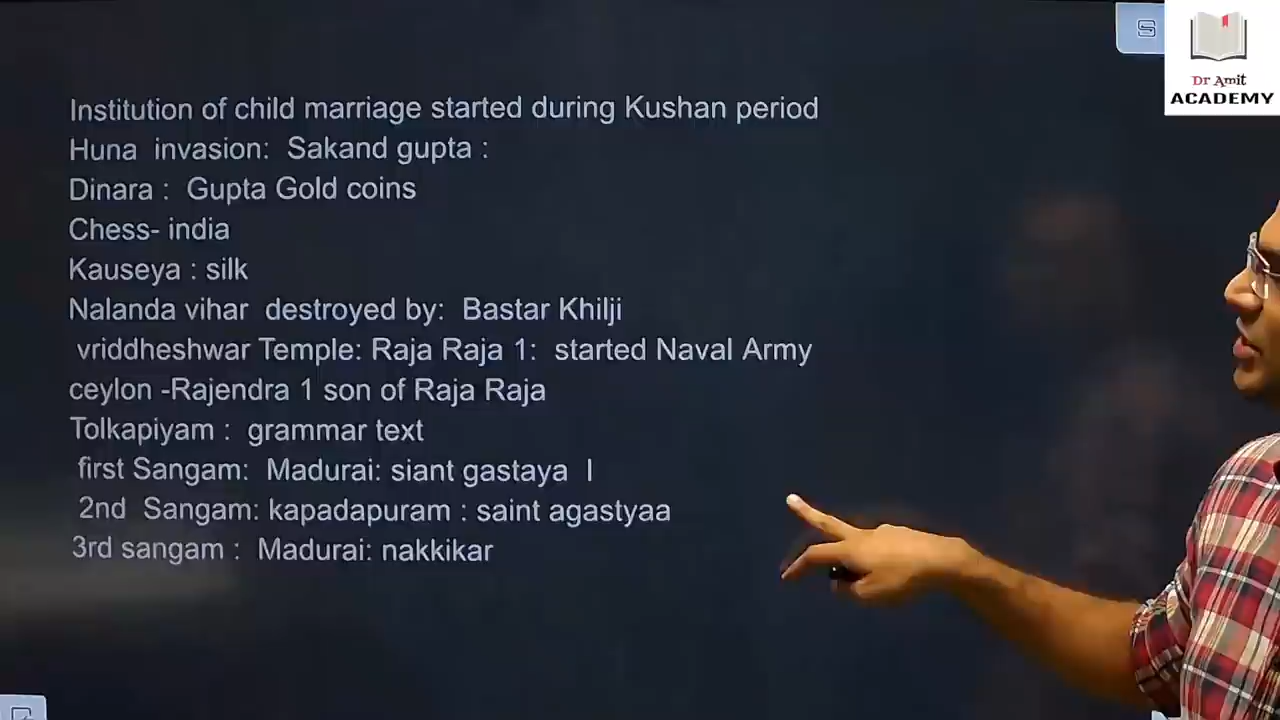 Dr Amit
ACADEMY
Institution of child marriage started during Kushan period
Huna invasion: Sakand gupta :
Dinara : Gupta Gold coins
Chess- india
Kauseya : silk
Nalanda vihar destroyed by: Bastar Khilji
vriddheshwar Temple: Raja Raja 1: started Naval Army
ceylon -Rajendra 1 son of Raja Raja
Tolkapiyam : grammar text
first Sangam: Madurai: siant gastaya I
2nd Sangam: kapadapuram : saint agastyaa
3rd sangam : Madurai: nakkikar